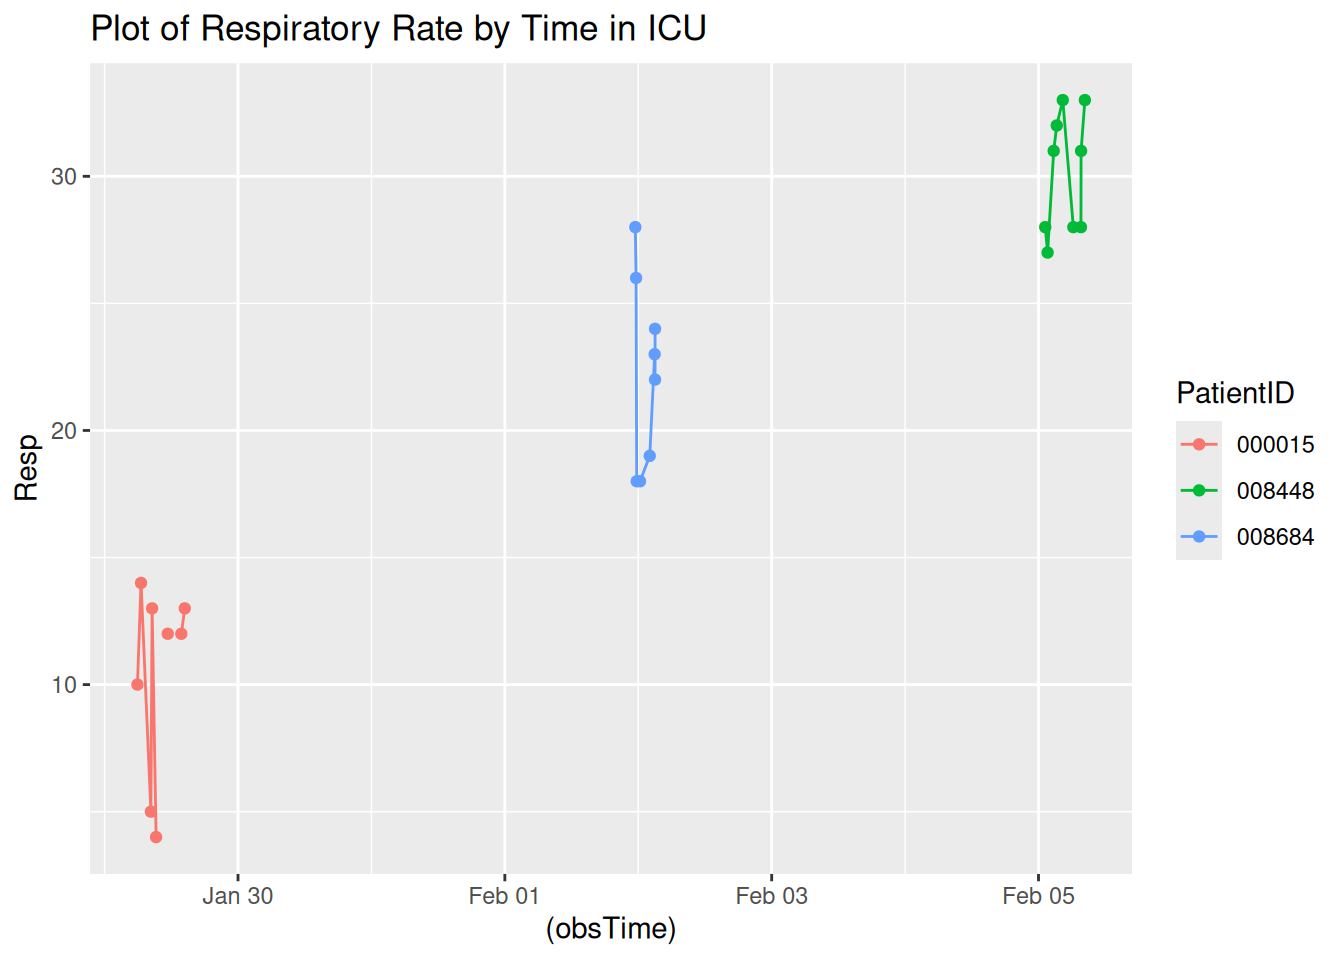 Plot of Respiratory Rate by Time in ICU
30
20
10
Resp
Jan 30
Feb 01
Feb 03
Feb 05
(obsTime)
PatientID
000015
008448
008684